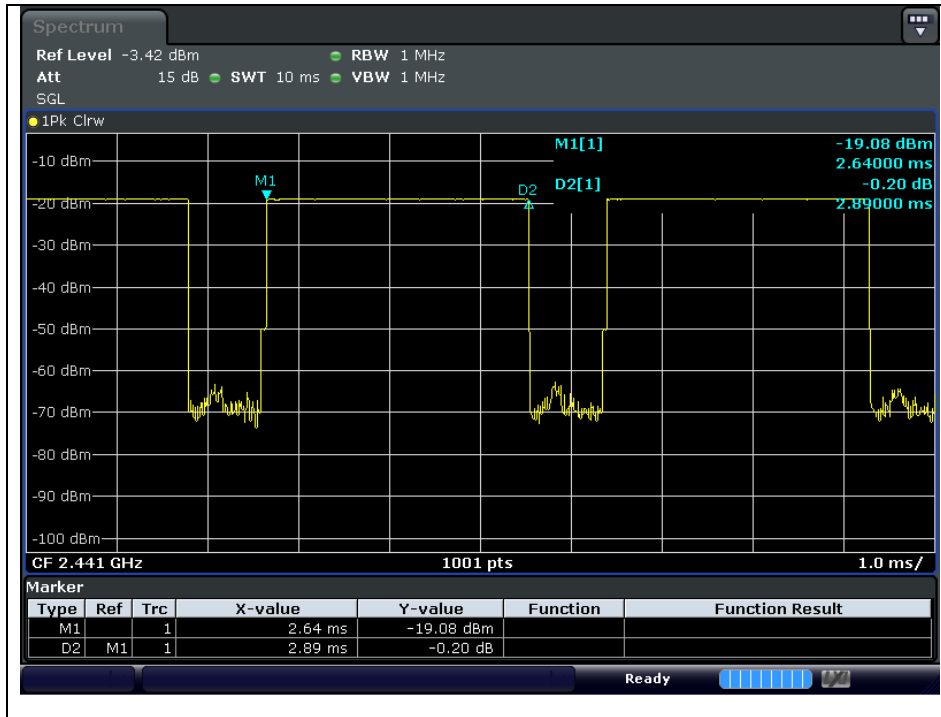 Spectrum
Ref Level -3.42 dBm RBW 1 MHz
Att 15 dB SWT 10 ms VBW 1 MHz
SGL
1Pk Clrw
M1[1] -19.08 dBm
2.64000 ms
D2[1] -0.20 dB
2.89000 ms
M1
D2
-10 dBm
-20 dBm
-30 dBm
-40 dBm
-50 dBm
-60 dBm
-70 dBm
-80 dBm
-90 dBm
-100 dBm
CF 2.441 GHz 1001 pts 1.0 ms/
Marker
Type Ref Trc X-value Y-value Function Function Result
M1 1 2.64 ms -19.08 dBm
D2 M1 1 2.89 ms -0.20 dB
Ready